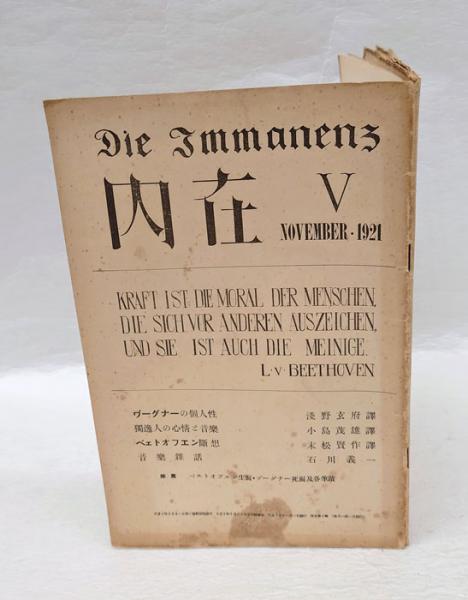 Die Immanenz
内在 V
NOVEMBER・1921
KRAFT IST DIE MORAL DER MENSCHEN,
DIE SICH VOR ANDEREN AUSZEICHEN,
UND SIE IST AUCH DIE MEINIGE.
L・V・BEETHOVEN
ヴーグナーの個人性 淺野玄府譯
獨逸人の心情と音樂 小島茂雄譯
ベェトオフエン斷想 末松賢作譯
音樂雜話 石川義一